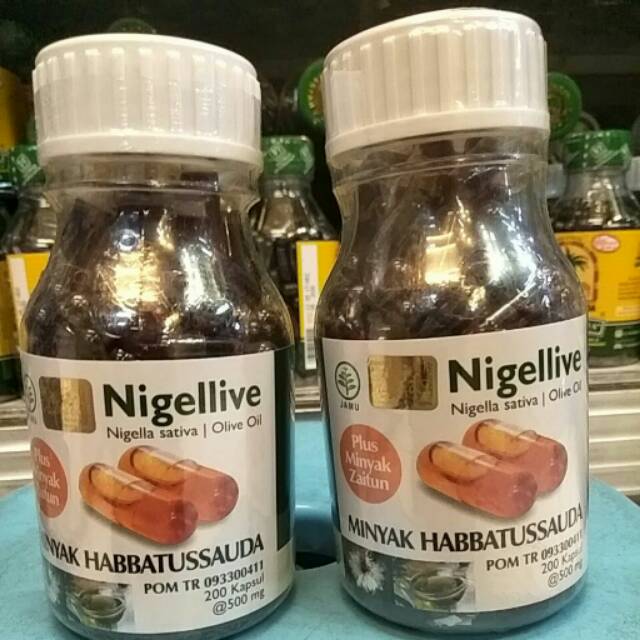 Nigellive
Nigella sativa | Olive Oil
Plus
Minyak
Zaitun
MINYAK HABBATUSSAUDA
POM TR 093300411
200 Kapsul
@500 mg
JAMU
Nigellive
Nigella sativa | Olive Oil
Plus
Minyak
Zaitun
MINYAK HABBATUSSAUDA
POM TR 093300411
200 Kapsul
@500 mg